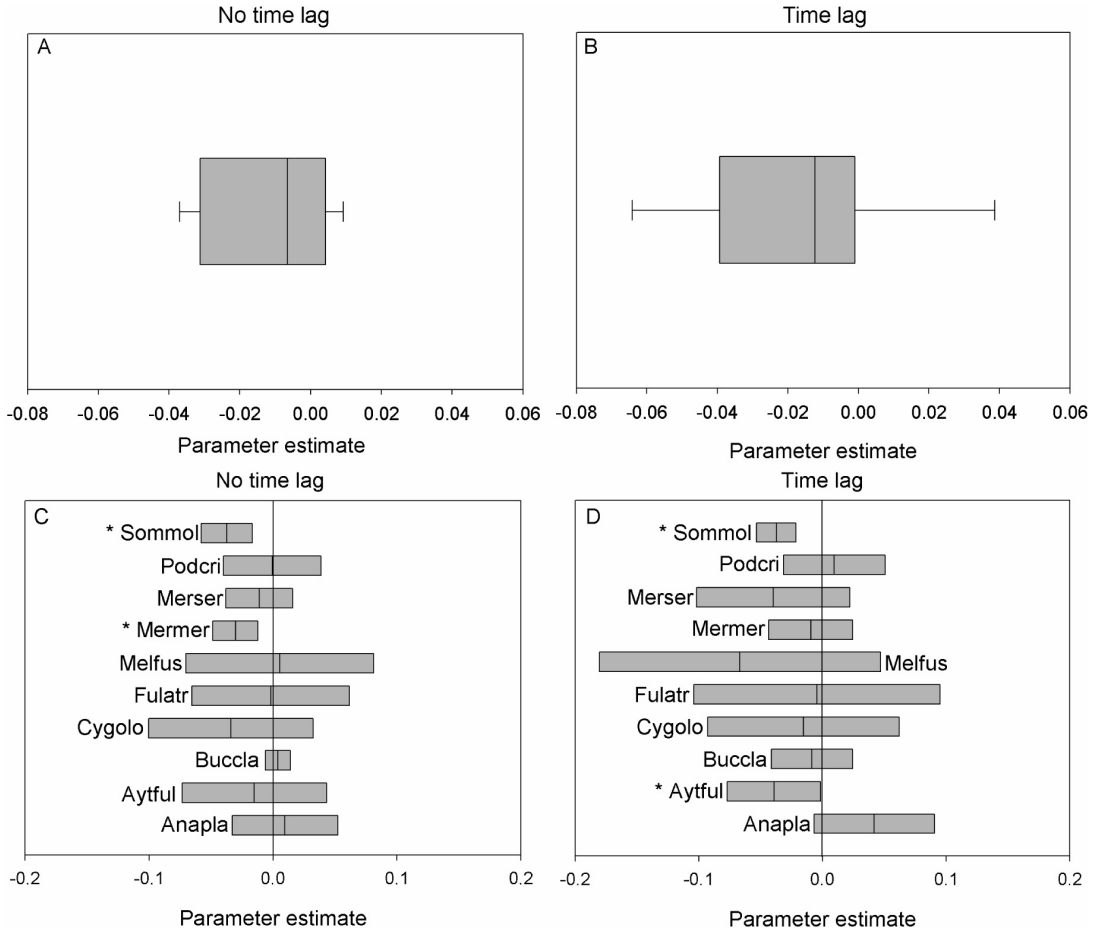 No time lag
Time lag
A
B
-0.08 -0.06 -0.04 -0.02 0.00 0.02 0.04 0.06
-0.08 -0.06 -0.04 -0.02 0.00 0.02 0.04 0.06
Parameter estimate
Parameter estimate
No time lag
Time lag
C
* Sommol
Podcri
Merser
* Mermer
Melfus
Fulatr
Cygolo
Buccla
Aytful
Anapla
-0.2 -0.1 0.0 0.1 0.2
Parameter estimate
D
* Sommol
Podcri
Merser
Mermer
Melfus
Fulatr
Cygolo
Buccla
* Aytful
Anapla
-0.2 -0.1 0.0 0.1 0.2
Parameter estimate